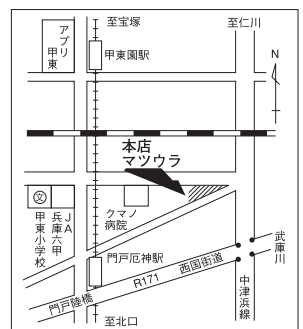 至宝塚
至仁川
アプリ甲東
甲東園駅
N
本店
マツウラ
文
甲東小学校
JA兵庫六甲
クマノ
病院
門戸厄神駅
西国街道
R171
門戸陸橋
武庫川
中津浜線
至北口